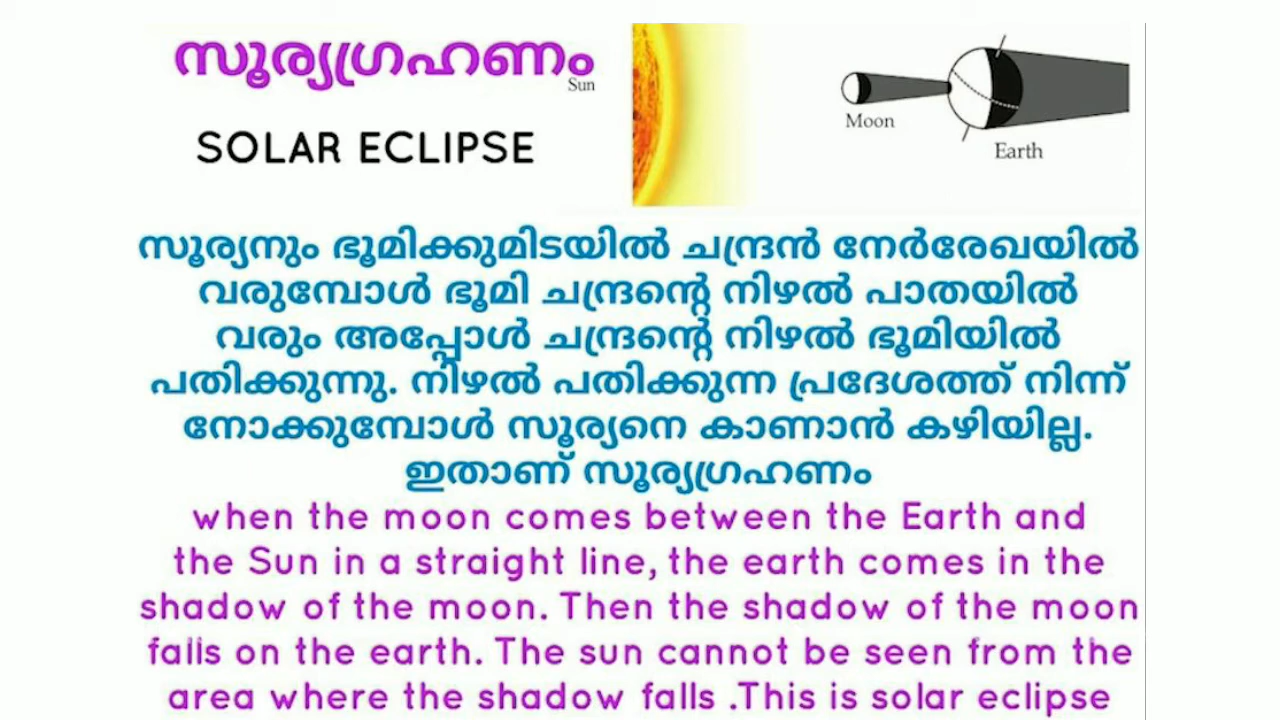 സൂര്യഗ്രഹണം
Sun
SOLAR ECLIPSE
Moon
Earth
സൂര്യനും ഭൂമിക്കുമിടയിൽ ചന്ദ്രൻ നേർരേഖയിൽ
വരുമ്പോൾ ഭൂമി ചന്ദ്രന്റെ നിഴൽ പാതയിൽ
വരും അപ്പോൾ ചന്ദ്രന്റെ നിഴൽ ഭൂമിയിൽ
പതിക്കുന്നു. നിഴൽ പതിക്കുന്ന പ്രദേശത്ത് നിന്ന്
നോക്കുമ്പോൾ സൂര്യനെ കാണാൻ കഴിയില്ല.
ഇതാണ് സൂര്യഗ്രഹണം
when the moon comes between the Earth and
the Sun in a straight line, the earth comes in the
shadow of the moon. Then the shadow of the moon
falls on the earth. The sun cannot be seen from the
area where the shadow falls .This is solar eclipse